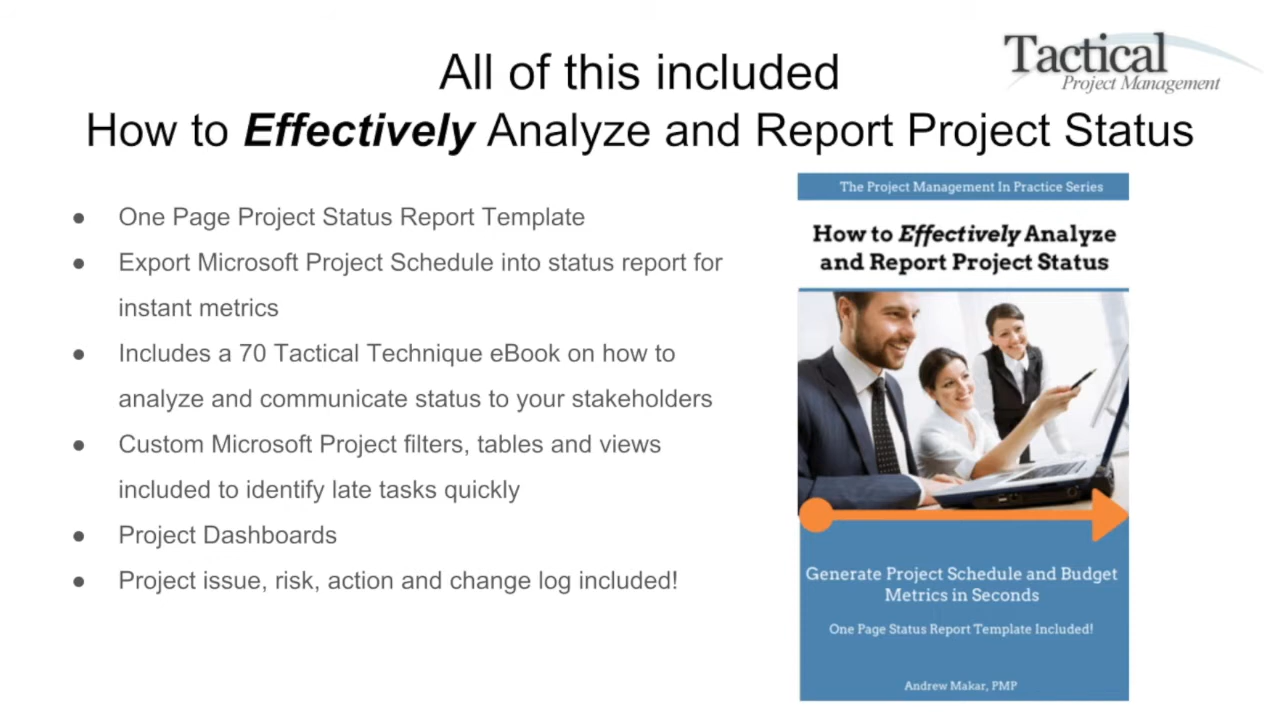 All of this included
How to Effectively Analyze and Report Project Status
Tactical
Project Management
● One Page Project Status Report Template
● Export Microsoft Project Schedule into status report for
instant metrics
● Includes a 70 Tactical Technique eBook on how to
analyze and communicate status to your stakeholders
● Custom Microsoft Project filters, tables and views
included to identify late tasks quickly
● Project Dashboards
● Project issue, risk, action and change log included!
The Project Management In Practice Series
How to Effectively Analyze
and Report Project Status
Generate Project Schedule and Budget
Metrics in Seconds
One Page Status Report Template Included!
Andrew Makar, PMP